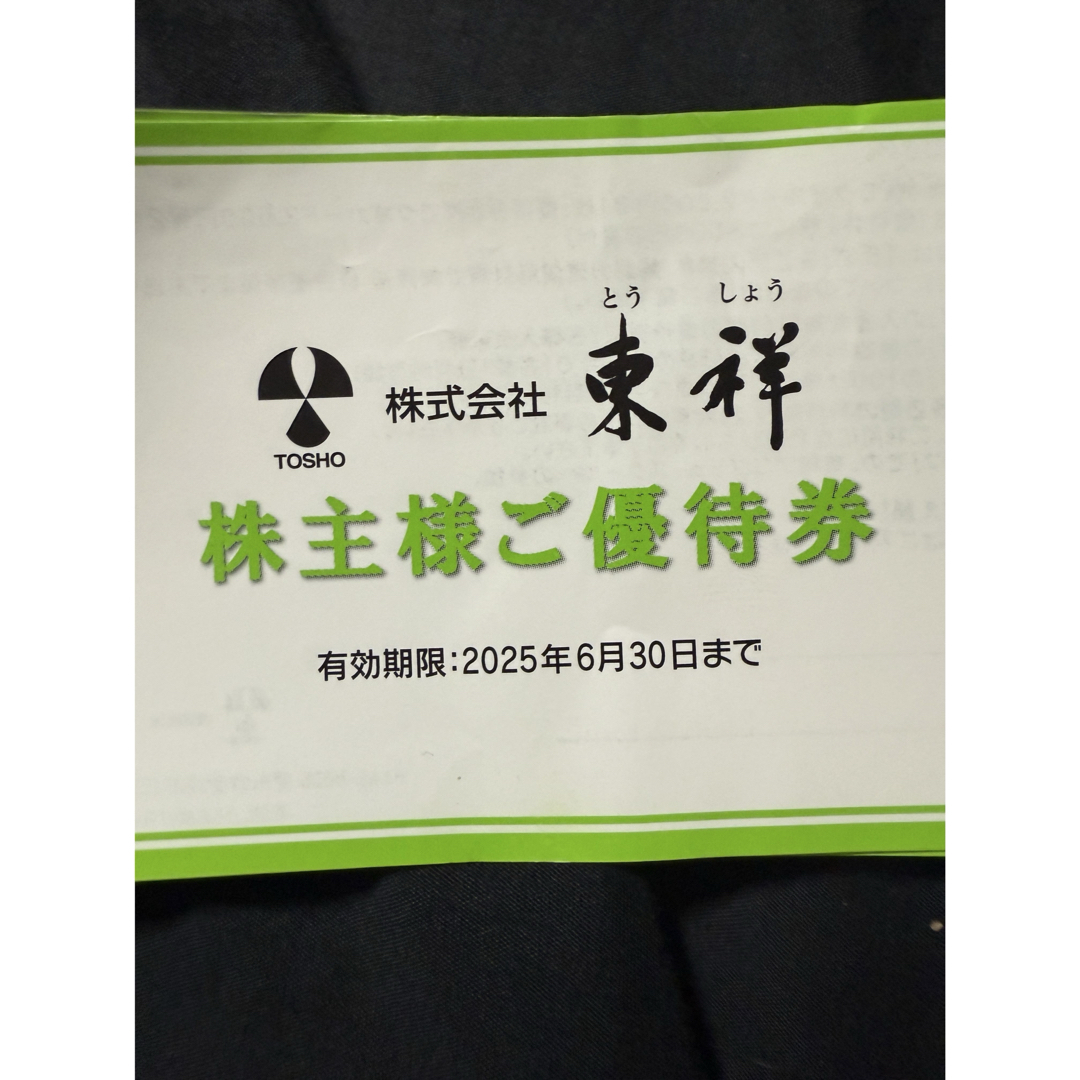 とう しょう
株式会社 東祥
TOSHO
株主様ご優待券
有効期限:2025年6月30日まで